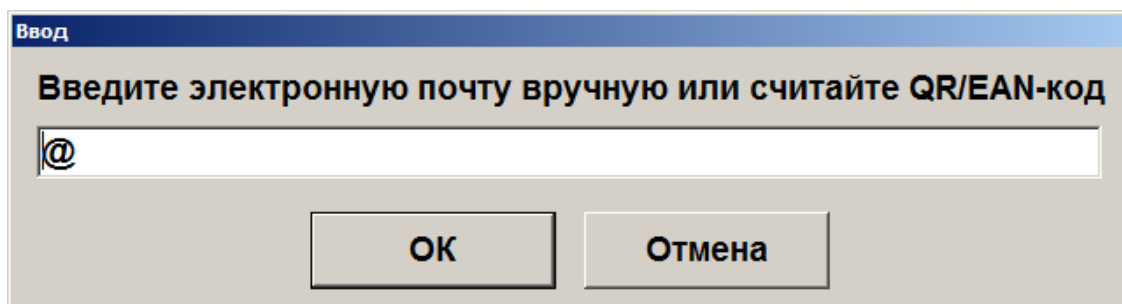 Ввод
Введите электронную почту вручную или считайте QR/EAN-код
@
ОК Отмена